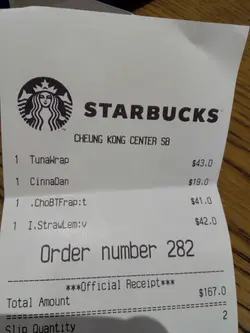 STARBUCKS
CHEUNG KONG CENTER SB
1 TunaWrap $43.0
1 CinnaDan $19.0
1 .ChoBTFrap:t $41.0
1 I.StrawLem:v $42.0
Order number 282
***Official Receipt***
Total Amount $167.0
Slip Quantity 2